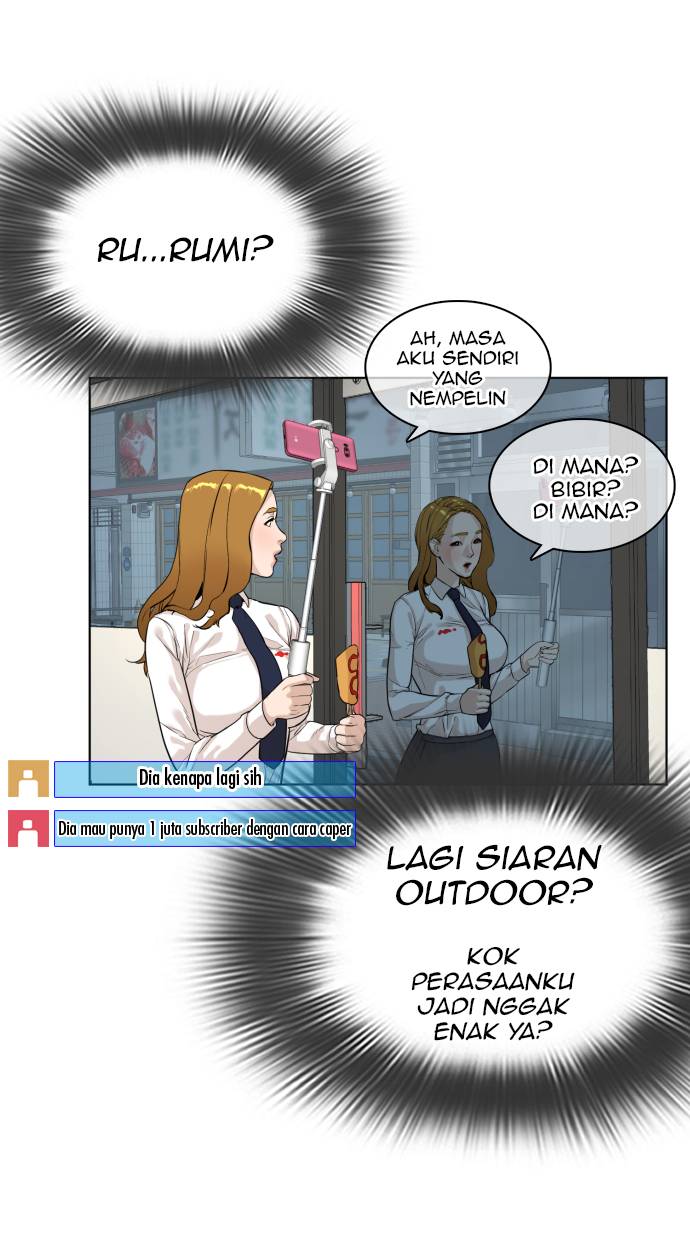 RU...RUMI?
AH, MASA
AKU SENDIRI
YANG
NEMPELIN
DI MANA?
BIBIR?
DI MANA?
Dia kenapa lagi sih
Dia mau punya 1 juta subscriber dengan cara caper
LAGI SIARAN
OUTDOOR?
KOK
PERASAANKU
JADI NGGAK
ENAK YA?